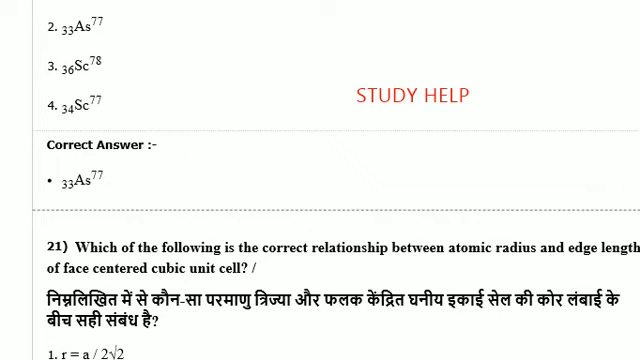 2. ₃₃As⁷⁷
3. ₃₆Sc⁷⁸
4. ₃₄Sc⁷⁷
STUDY HELP
Correct Answer :-
• ₃₃As⁷⁷
21) Which of the following is the correct relationship between atomic radius and edge length
of face centered cubic unit cell? /
निम्नलिखित में से कौन-सा परमाणु त्रिज्या और फलक केंद्रित घनीय इकाई सेल की कोर लंबाई के
बीच सही संबंध है?
1. r = a / 2√2